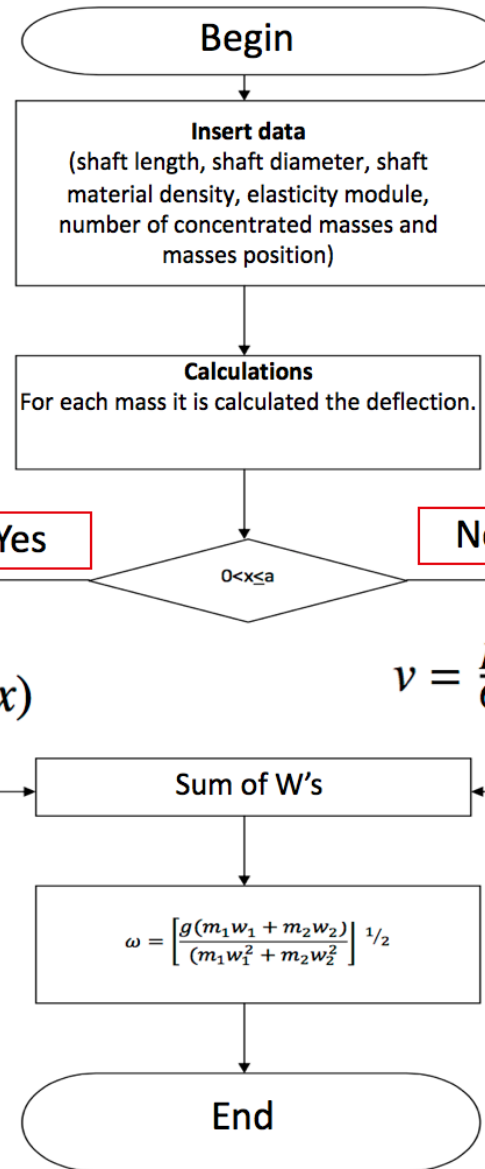 Begin
Insert data
(shaft length, shaft diameter, shaft
material density, elasticity module,
number of concentrated masses and
masses position)
Calculations
For each mass it is calculated the deflection.
Yes
0<x≤a
x)
v =
Sum of W's
ω = [g(m₁w₁ + m₂w₂) / (m₁w₁² + m₂w₂²)] ^1/2
End